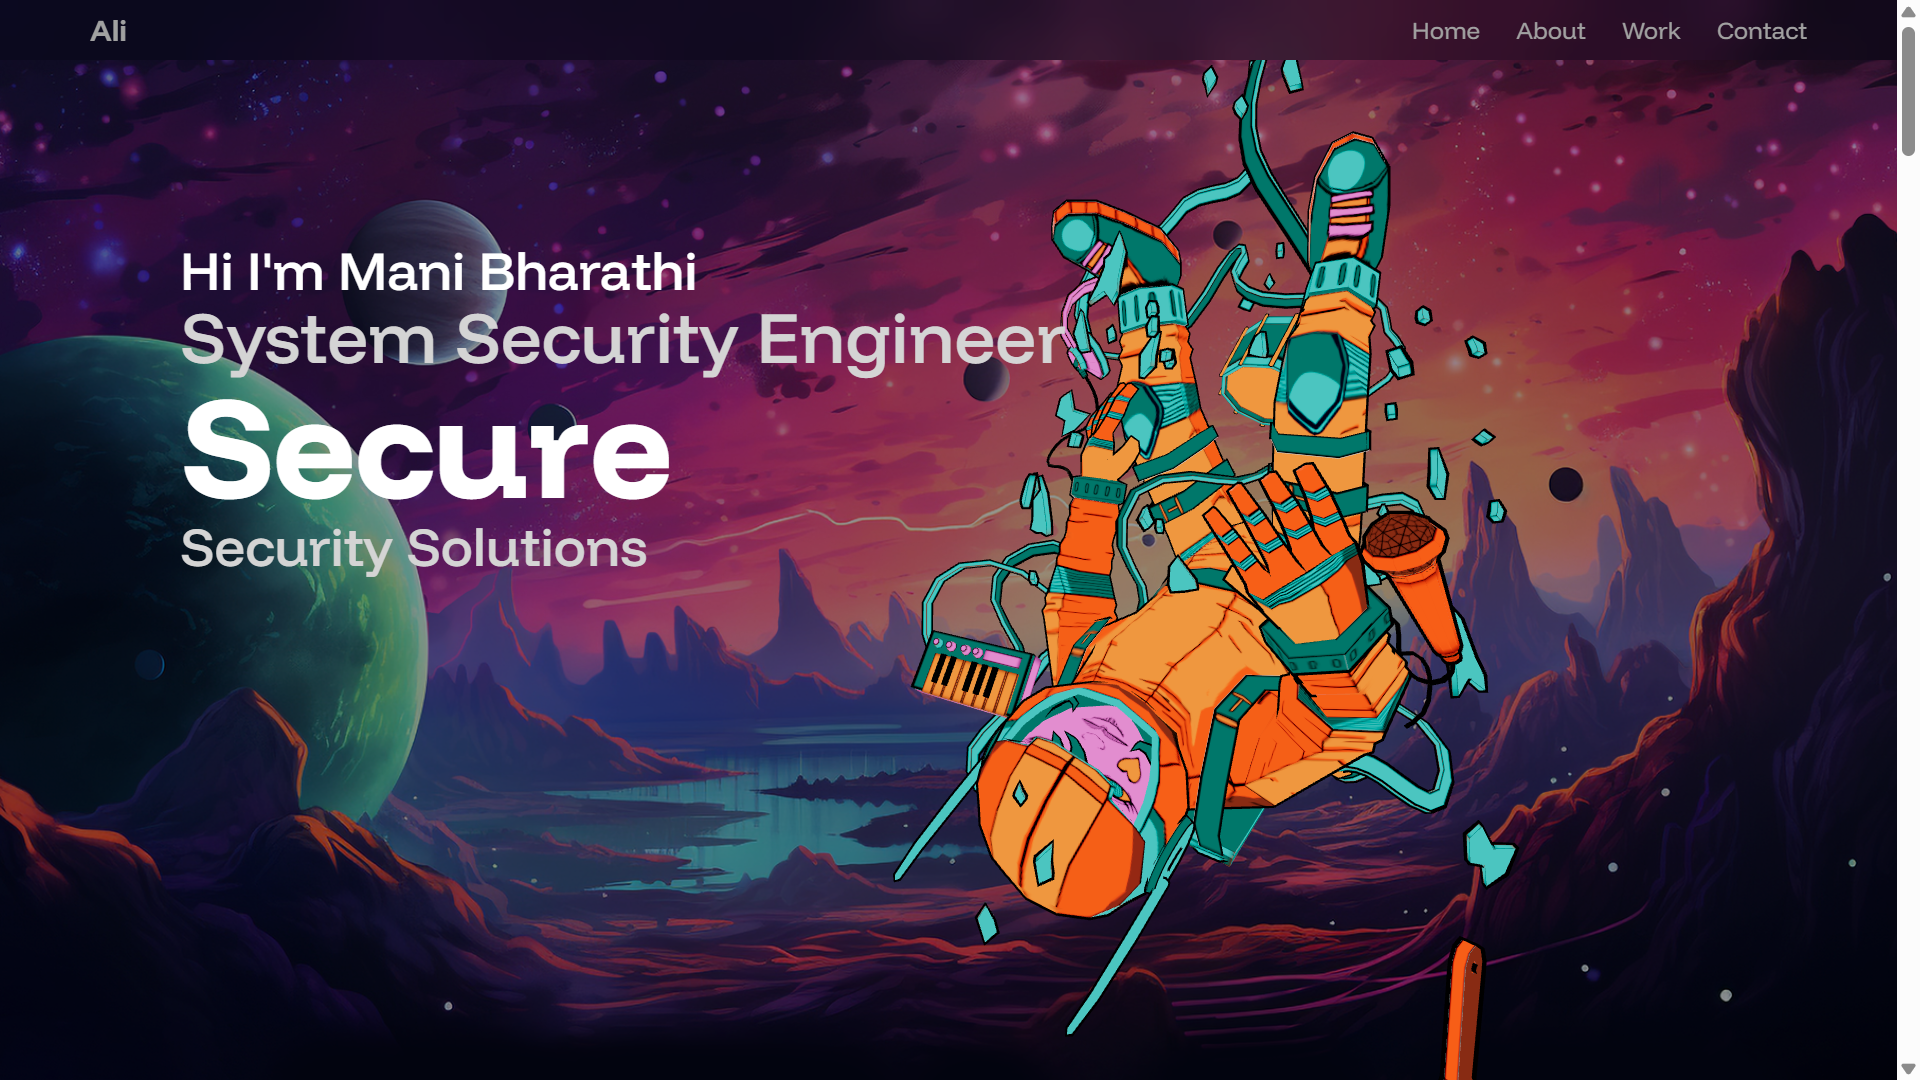 Ali
Home About Work Contact
Hi I'm Mani Bharathi
System Security Engineer
Secure
Security Solutions